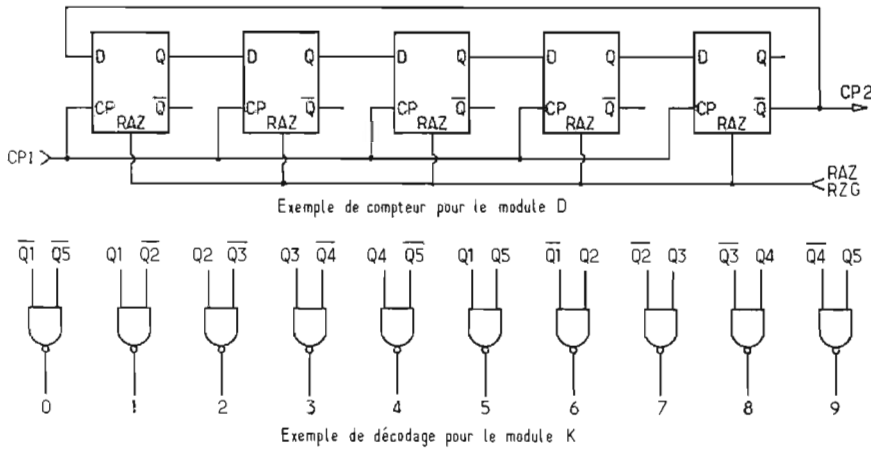 D Q D Q D Q D Q D Q
CP2
CP Q̅ CP Q̅ CP Q̅ CP Q̅ CP Q̅
RAZ RAZ RAZ RAZ RAZ
CP1
RAZ
RZG
Exemple de compteur pour le module D
Q̅1̅ Q̅5̅ Q1 Q̅2̅ Q2 Q̅3̅ Q3 Q̅4̅ Q4 Q̅5̅ Q1 Q5 Q̅1̅ Q2 Q̅2̅ Q3 Q̅3̅ Q4 Q̅4̅ Q5
0 1 2 3 4 5 6 7 8 9
Exemple de décodage pour le module K